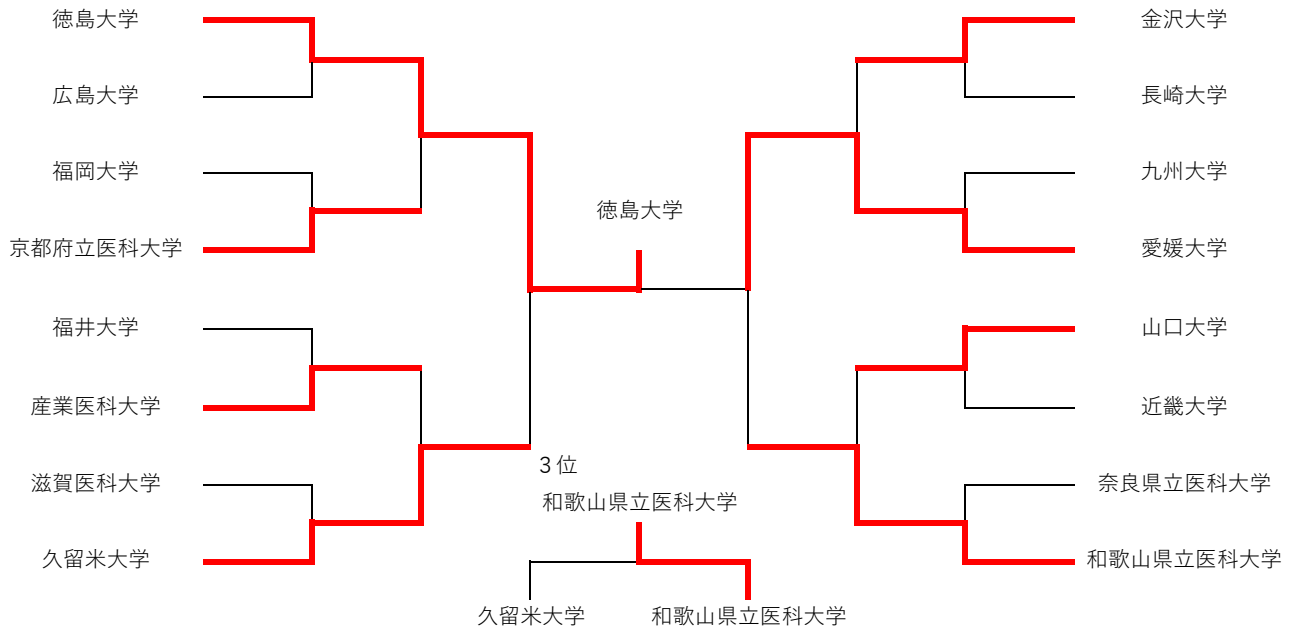 徳島大学
広島大学
福岡大学
京都府立医科大学
福井大学
産業医科大学
滋賀医科大学
久留米大学
徳島大学
3位
和歌山県立医科大学
久留米大学
和歌山県立医科大学
金沢大学
長崎大学
九州大学
愛媛大学
山口大学
近畿大学
奈良県立医科大学
和歌山県立医科大学